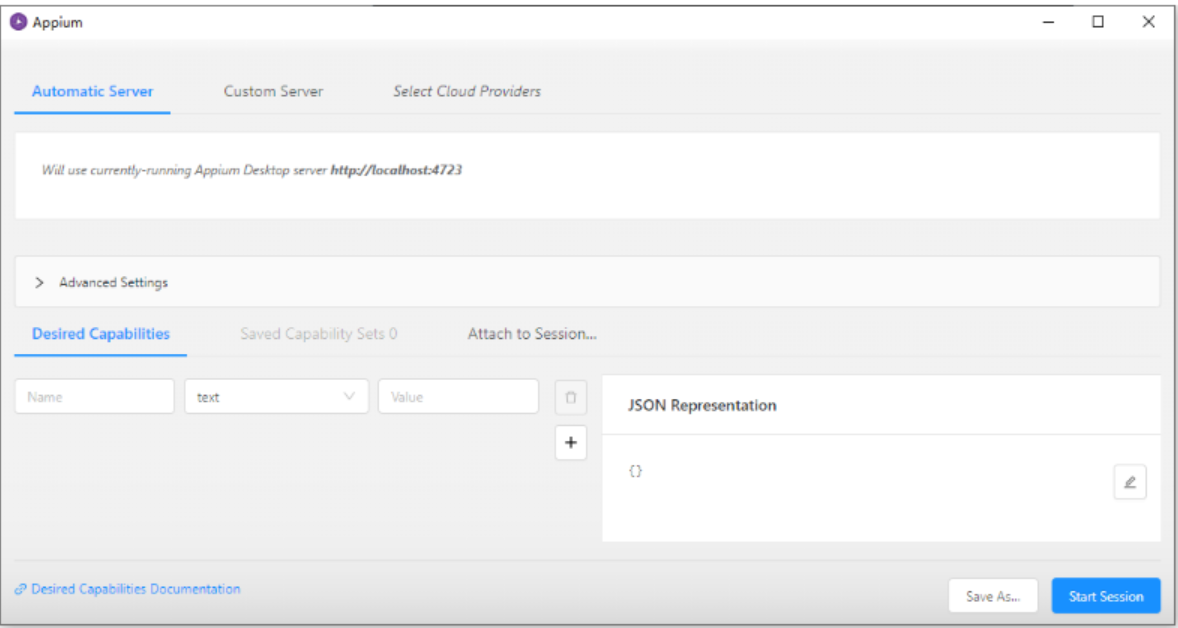 Appium
Automatic Server Custom Server Select Cloud Providers
Will use currently-running Appium Desktop server http://localhost:4723
Advanced Settings
Desired Capabilities Saved Capability Sets 0 Attach to Session...
Name text Value
JSON Representation
{}
Desired Capabilities Documentation
Save As... Start Session